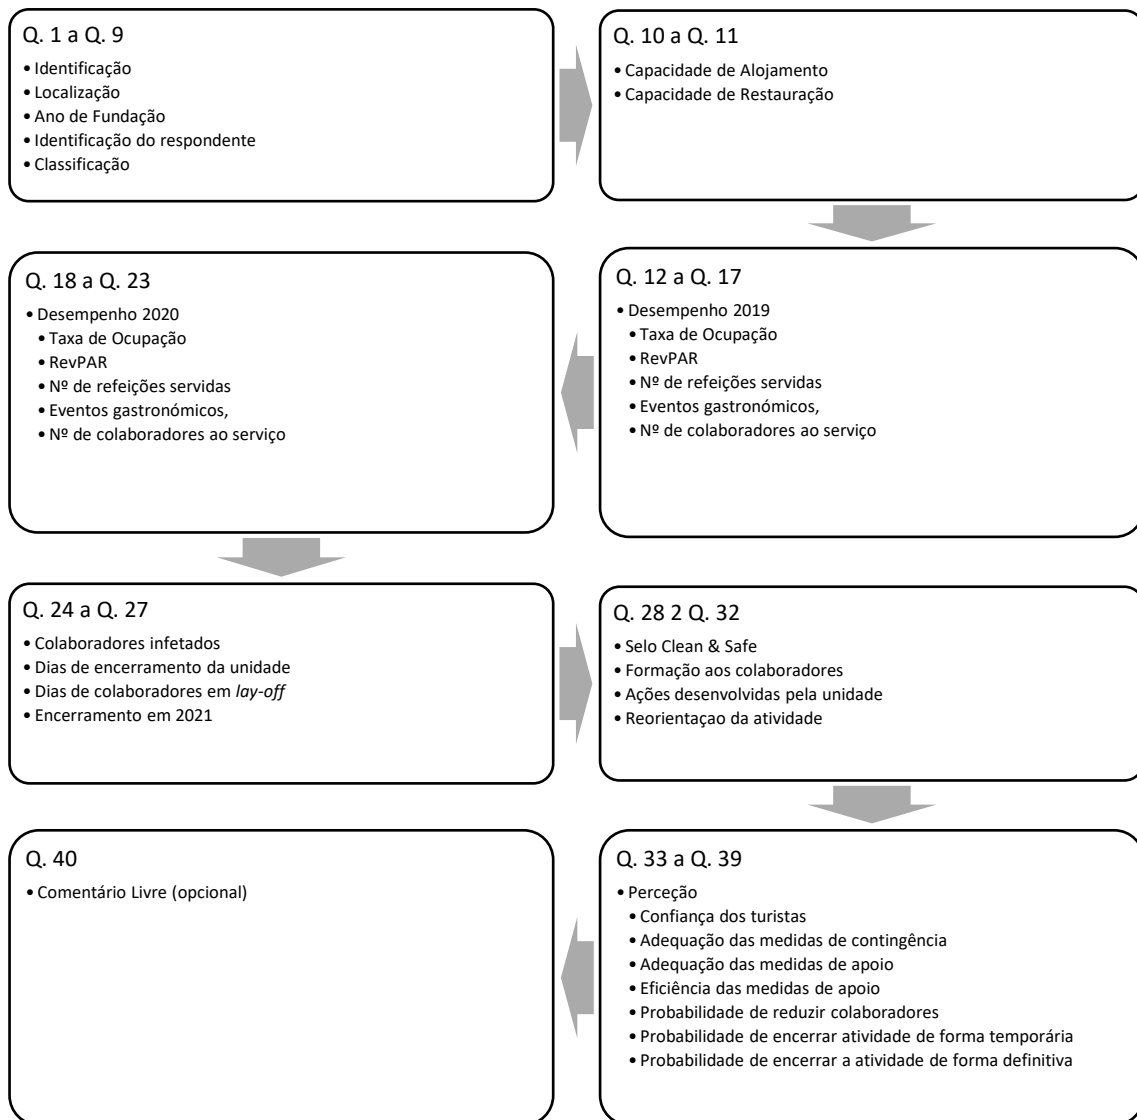 Q. 1 a Q. 9
• Identificação
• Localização
• Ano de Fundação
• Identificação do respondente
• Classificação
Q. 10 a Q. 11
• Capacidade de Alojamento
• Capacidade de Restauração
Q. 12 a Q. 17
• Desempenho 2019
• Taxa de Ocupação
• RevPAR
• Nº de refeições servidas
• Eventos gastronómicos,
• Nº de colaboradores ao serviço
Q. 18 a Q. 23
• Desempenho 2020
• Taxa de Ocupação
• RevPAR
• Nº de refeições servidas
• Eventos gastronómicos,
• Nº de colaboradores ao serviço
Q. 24 a Q. 27
• Colaboradores infetados
• Dias de encerramento da unidade
• Dias de colaboradores em lay-off
• Encerramento em 2021
Q. 28 2 Q. 32
• Selo Clean & Safe
• Formação aos colaboradores
• Ações desenvolvidas pela unidade
• Reorientaçao da atividade
Q. 33 a Q. 39
• Perceção
• Confiança dos turistas
• Adequação das medidas de contingência
• Adequação das medidas de apoio
• Eficiência das medidas de apoio
• Probabilidade de reduzir colaboradores
• Probabilidade de encerrar atividade de forma temporária
• Probabilidade de encerrar a atividade de forma definitiva
Q. 40
• Comentário Livre (opcional)